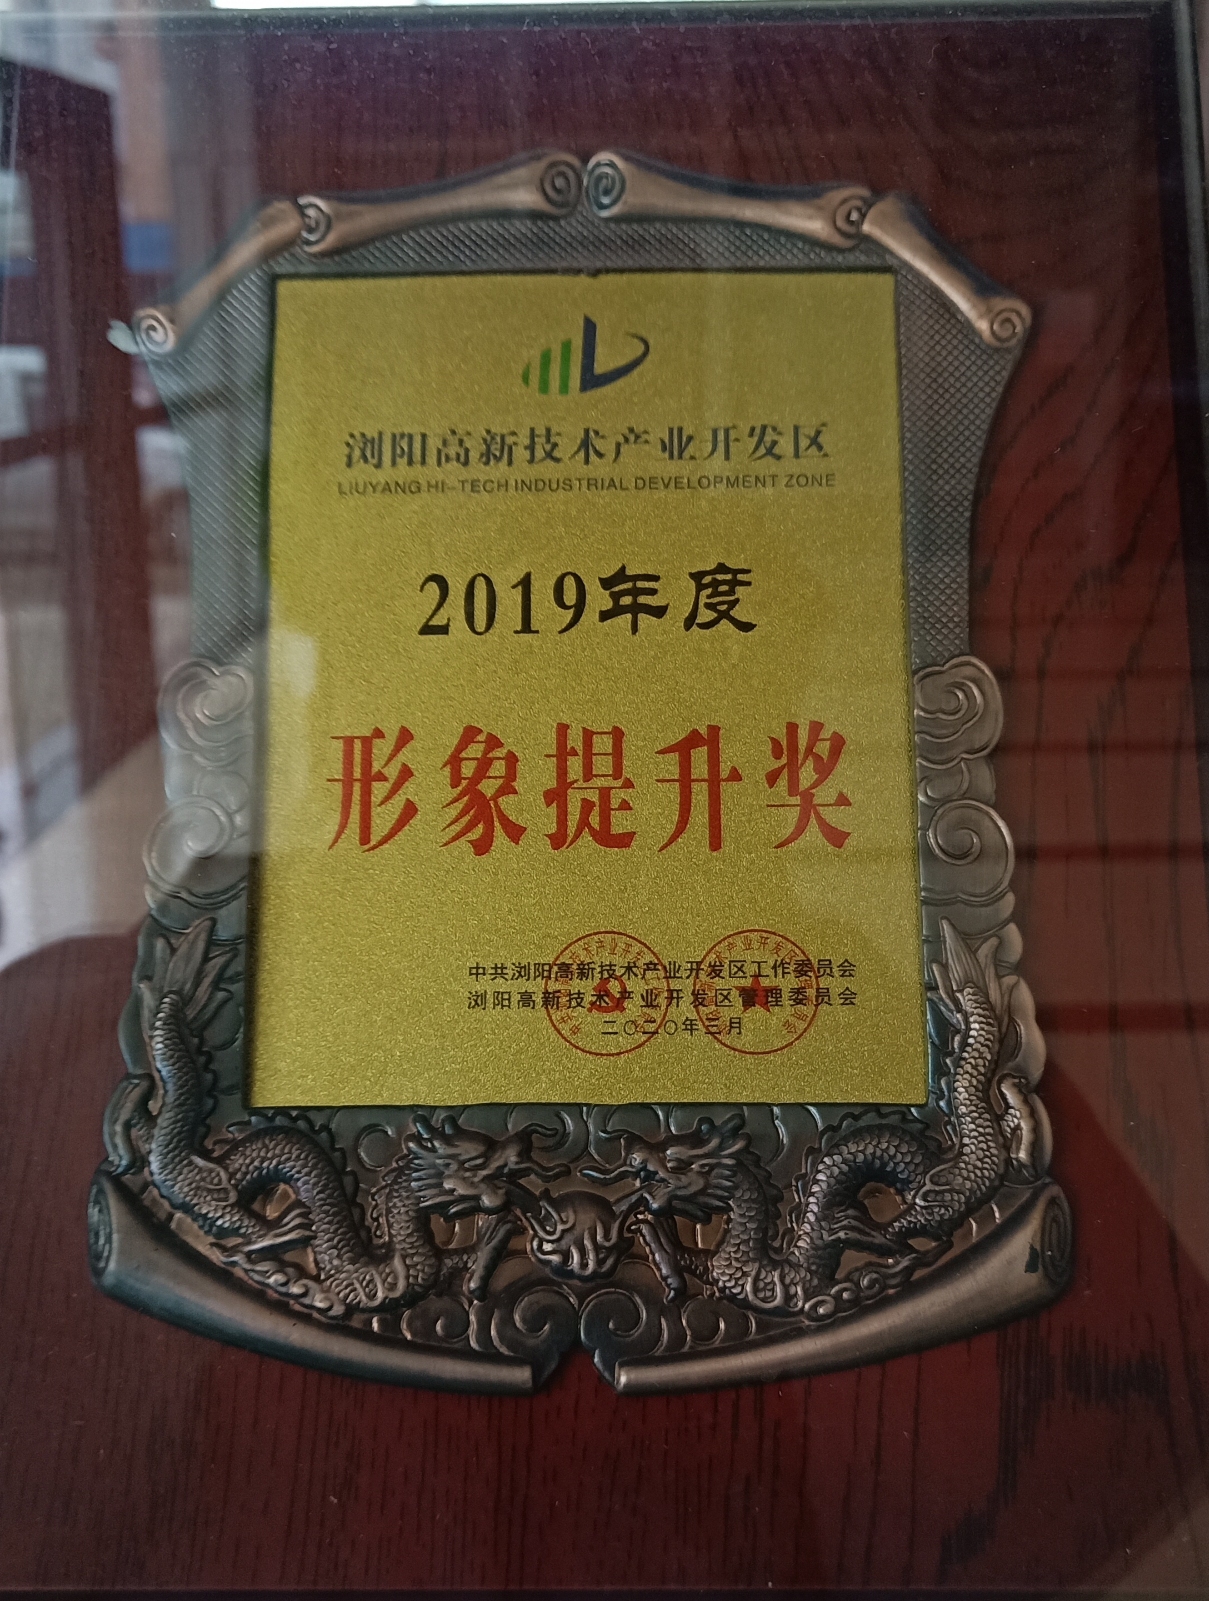 浏阳高新技术产业开发区
LIUYANG HI-TECH INDUSTRIAL DEVELOPMENT ZONE
2019年度
形象提升奖
中共浏阳高新技术产业开发区工作委员会
浏阳高新技术产业开发区管理委员会
二〇二〇年三月